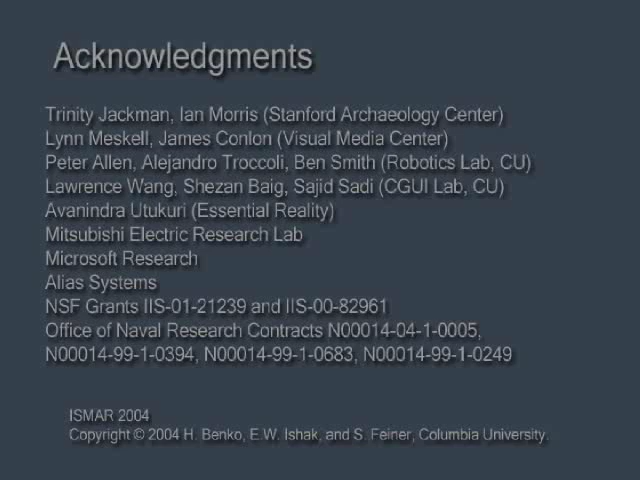 Acknowledgments
Trinity Jackman, Ian Morris (Stanford Archaeology Center)
Lynn Meskell, James Conlon (Visual Media Center)
Peter Allen, Alejandro Troccoli, Ben Smith (Robotics Lab, CU)
Lawrence Wang, Shezan Baig, Sajid Sadi (CGUI Lab, CU)
Avanindra Utukuri (Essential Reality)
Mitsubishi Electric Research Lab
Microsoft Research
Alias Systems
NSF Grants IIS-01-21239 and IIS-00-82961
Office of Naval Research Contracts N00014-04-1-0005,
N00014-99-1-0394, N00014-99-1-0683, N00014-99-1-0249
ISMAR 2004
Copyright © 2004 H. Benko, E.W. Ishak, and S. Feiner, Columbia University.